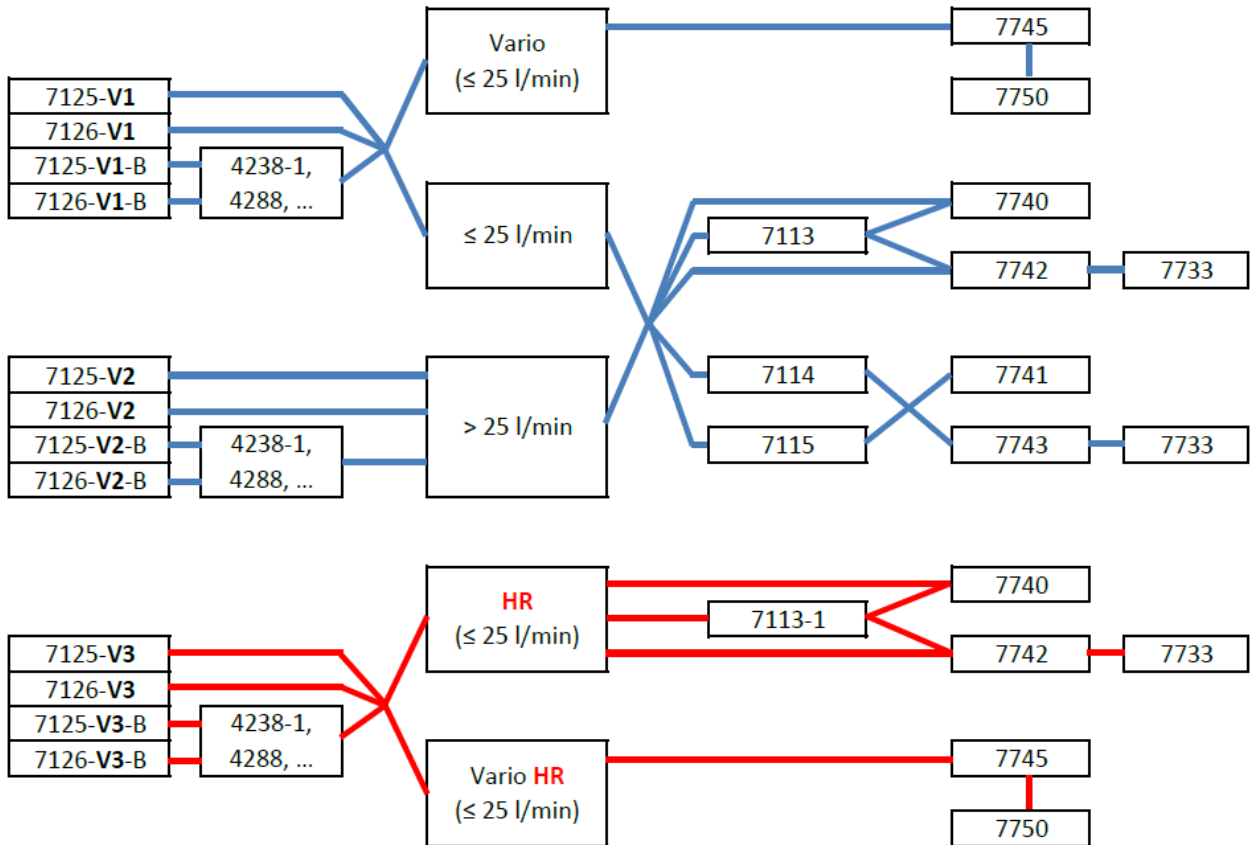 Vario
(≤ 25 l/min)
7745
7750
7125-V1
7126-V1
7125-V1-B
7126-V1-B
4238-1,
4288, ...
≤ 25 l/min
7740
7113
7742
7733
7125-V2
7126-V2
7125-V2-B
7126-V2-B
4238-1,
4288, ...
> 25 l/min
7114
7741
7115
7743
7733
HR
(≤ 25 l/min)
7740
7113-1
7742
7733
7125-V3
7126-V3
7125-V3-B
7126-V3-B
4238-1,
4288, ...
Vario HR
(≤ 25 l/min)
7745
7750